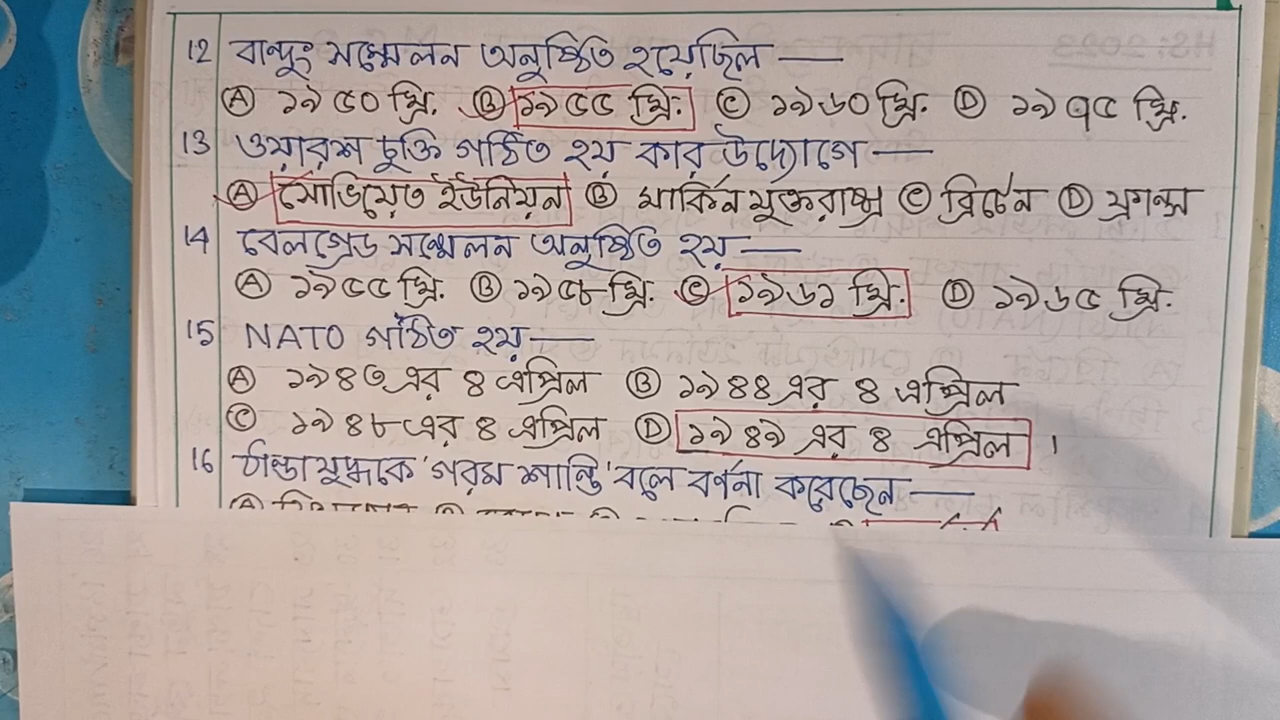 12 বান্দুং সম্মেলন অনুষ্ঠিত হয়েছিল —
Ⓐ ১৯৫০ খ্রি. Ⓑ ১৯৫৫ খ্রি. Ⓒ ১৯৬০ খ্রি. Ⓓ ১৯৭৫ খ্রি.
13 ওয়ারশ চুক্তি গঠিত হয় কার উদ্যোগে —
Ⓐ সোভিয়েত ইউনিয়ন Ⓑ মার্কিন যুক্তরাষ্ট্র Ⓒ ব্রিটেন Ⓓ ফ্রান্স
14 বেলগ্রেড সম্মেলন অনুষ্ঠিত হয় —
Ⓐ ১৯৫৫ খ্রি. Ⓑ ১৯৫৮ খ্রি. Ⓒ ১৯৬১ খ্রি. Ⓓ ১৯৬৫ খ্রি.
15 NATO গঠিত হয় —
Ⓐ ১৯৪৩ এর ৪ এপ্রিল Ⓑ ১৯৪৪ এর ৪ এপ্রিল
Ⓒ ১৯৪৮ এর ৪ এপ্রিল Ⓓ ১৯৪৯ এর ৪ এপ্রিল ।
16 ঠান্ডা যুদ্ধকে 'গরম শান্তি' বলে বর্ণনা করেছেন —